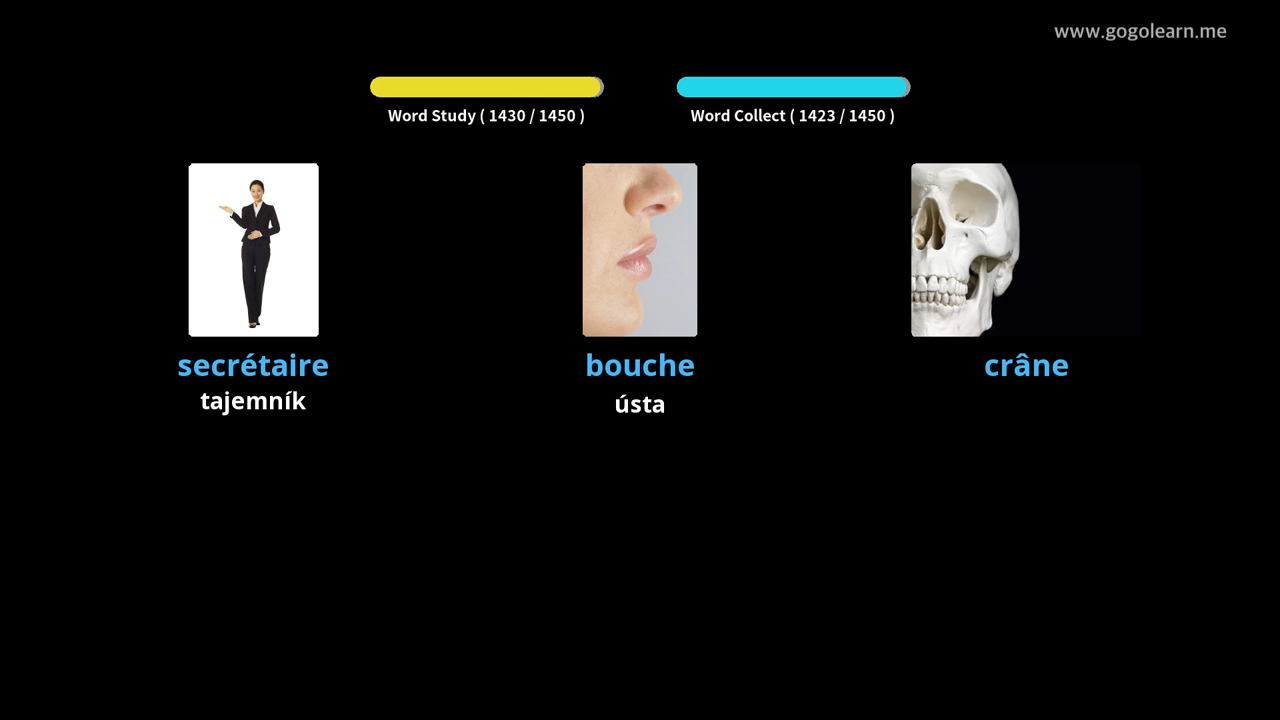 www.gogolearn.me
Word Study ( 1430 / 1450 )
Word Collect ( 1423 / 1450 )
secrétaire
tajemník
bouche
ústa
crâne